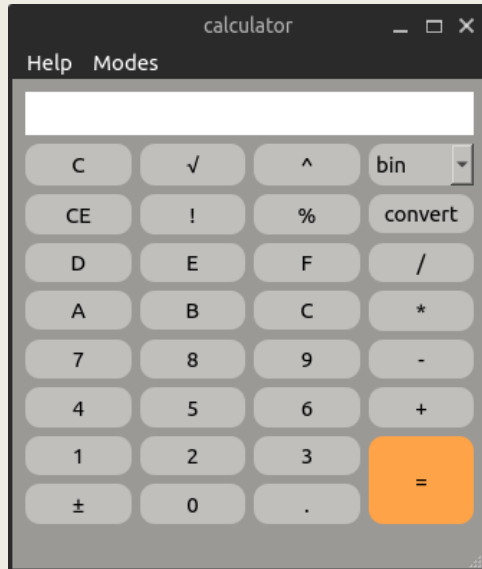 calculator
Help Modes
C √ ^ bin
CE ! % convert
D E F /
A B C *
7 8 9 -
4 5 6 +
1 2 3
± 0 . =